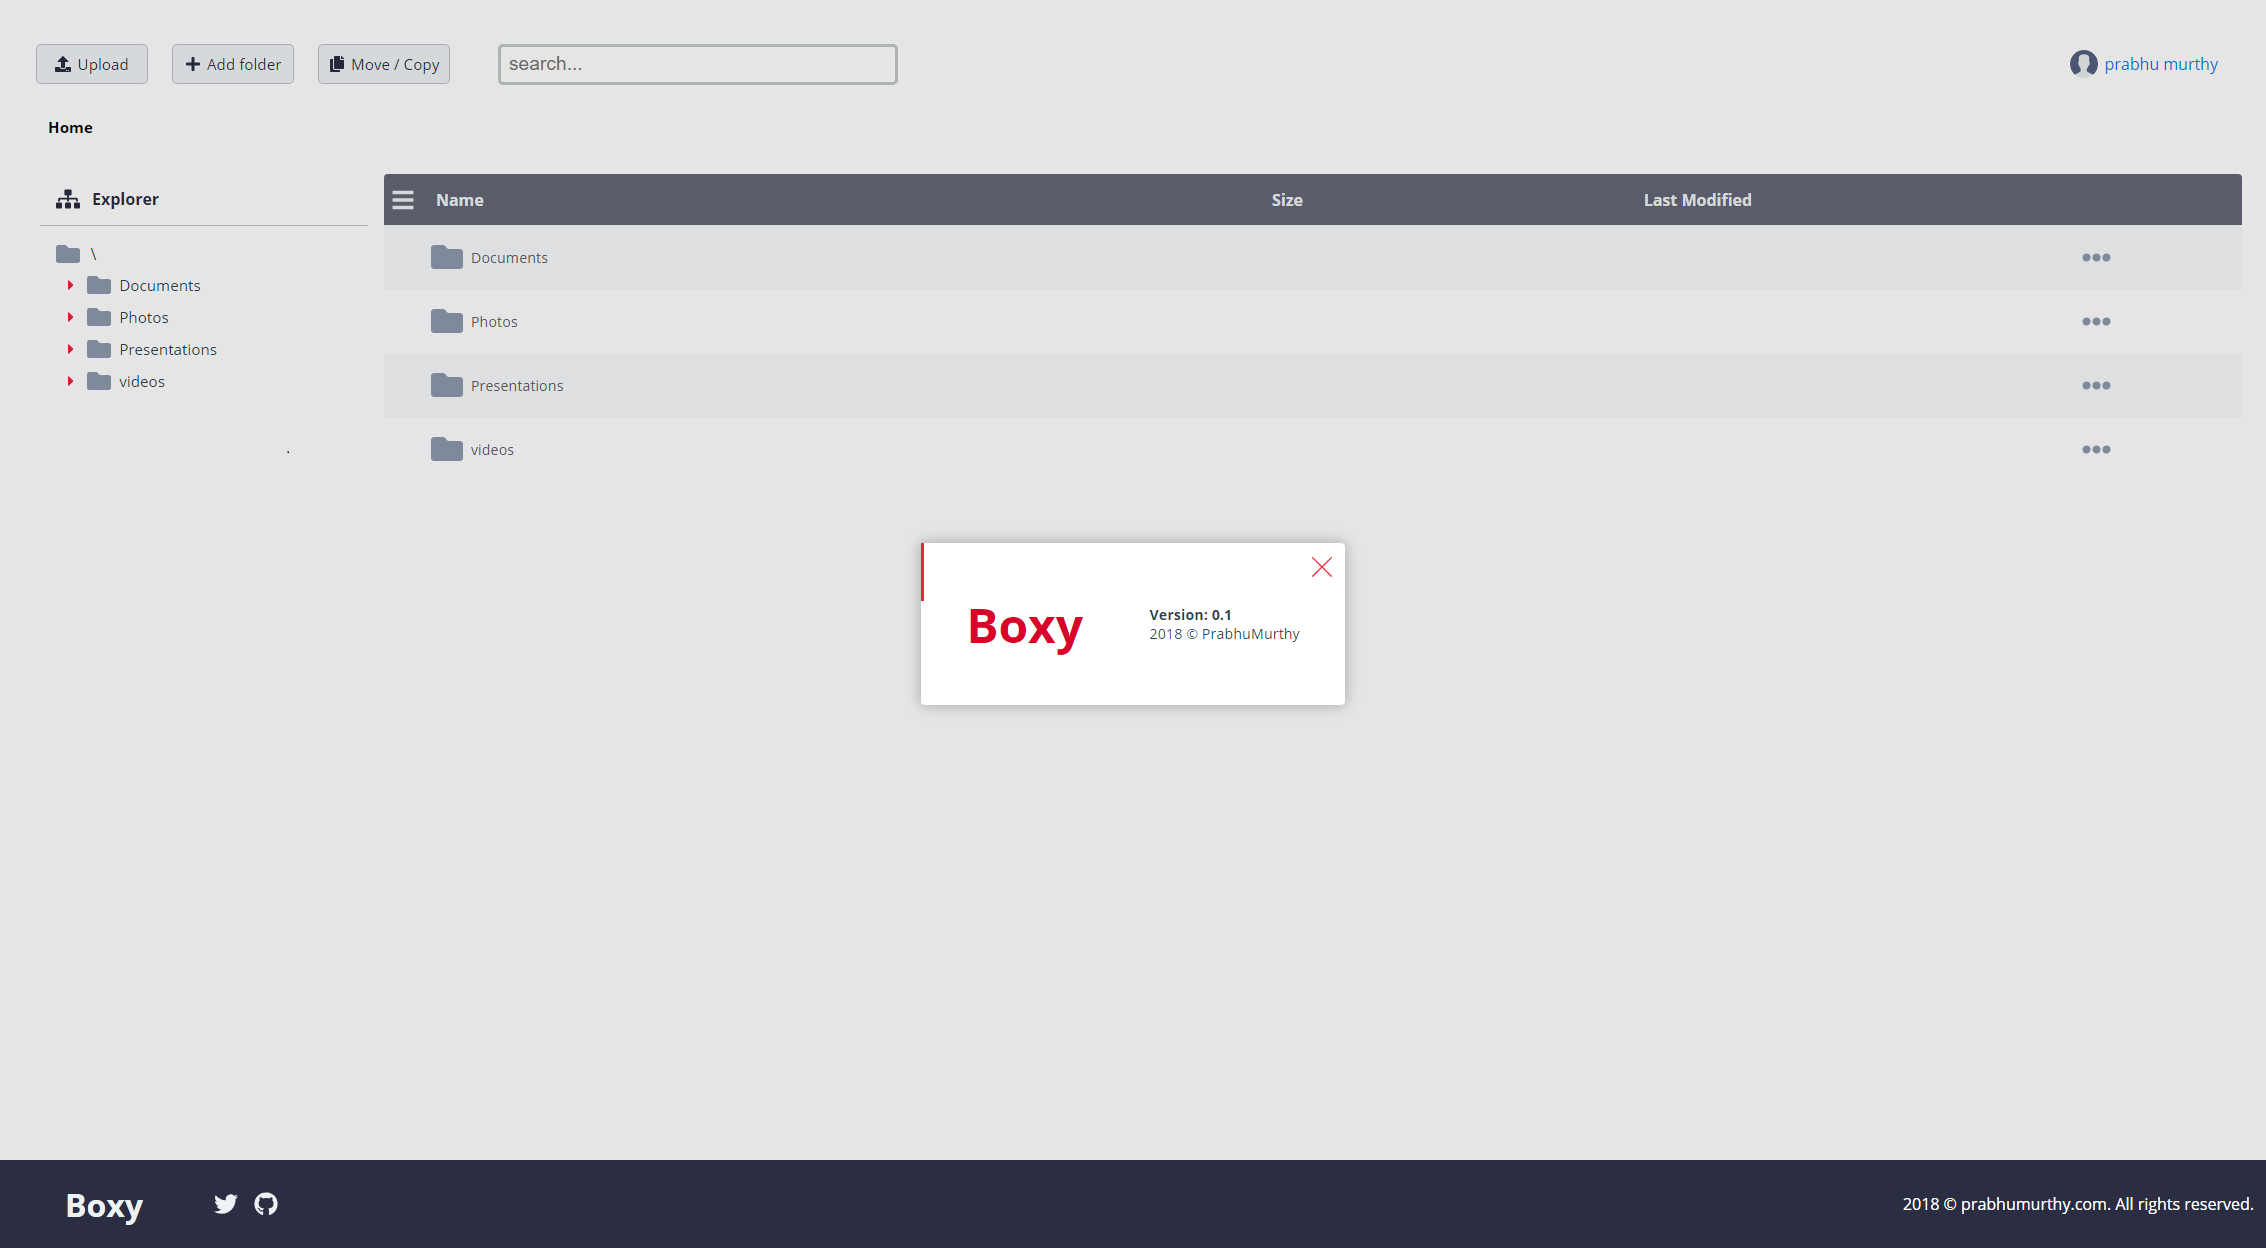 Upload
Add folder
Move / Copy
search...
prabhu murthy
Home
Explorer
\
Documents
Photos
Presentations
videos
.
Name Size Last Modified
Documents
Photos
Presentations
videos
Boxy
Version: 0.1
2018 © PrabhuMurthy
Boxy
2018 © prabhumurthy.com. All rights reserved.